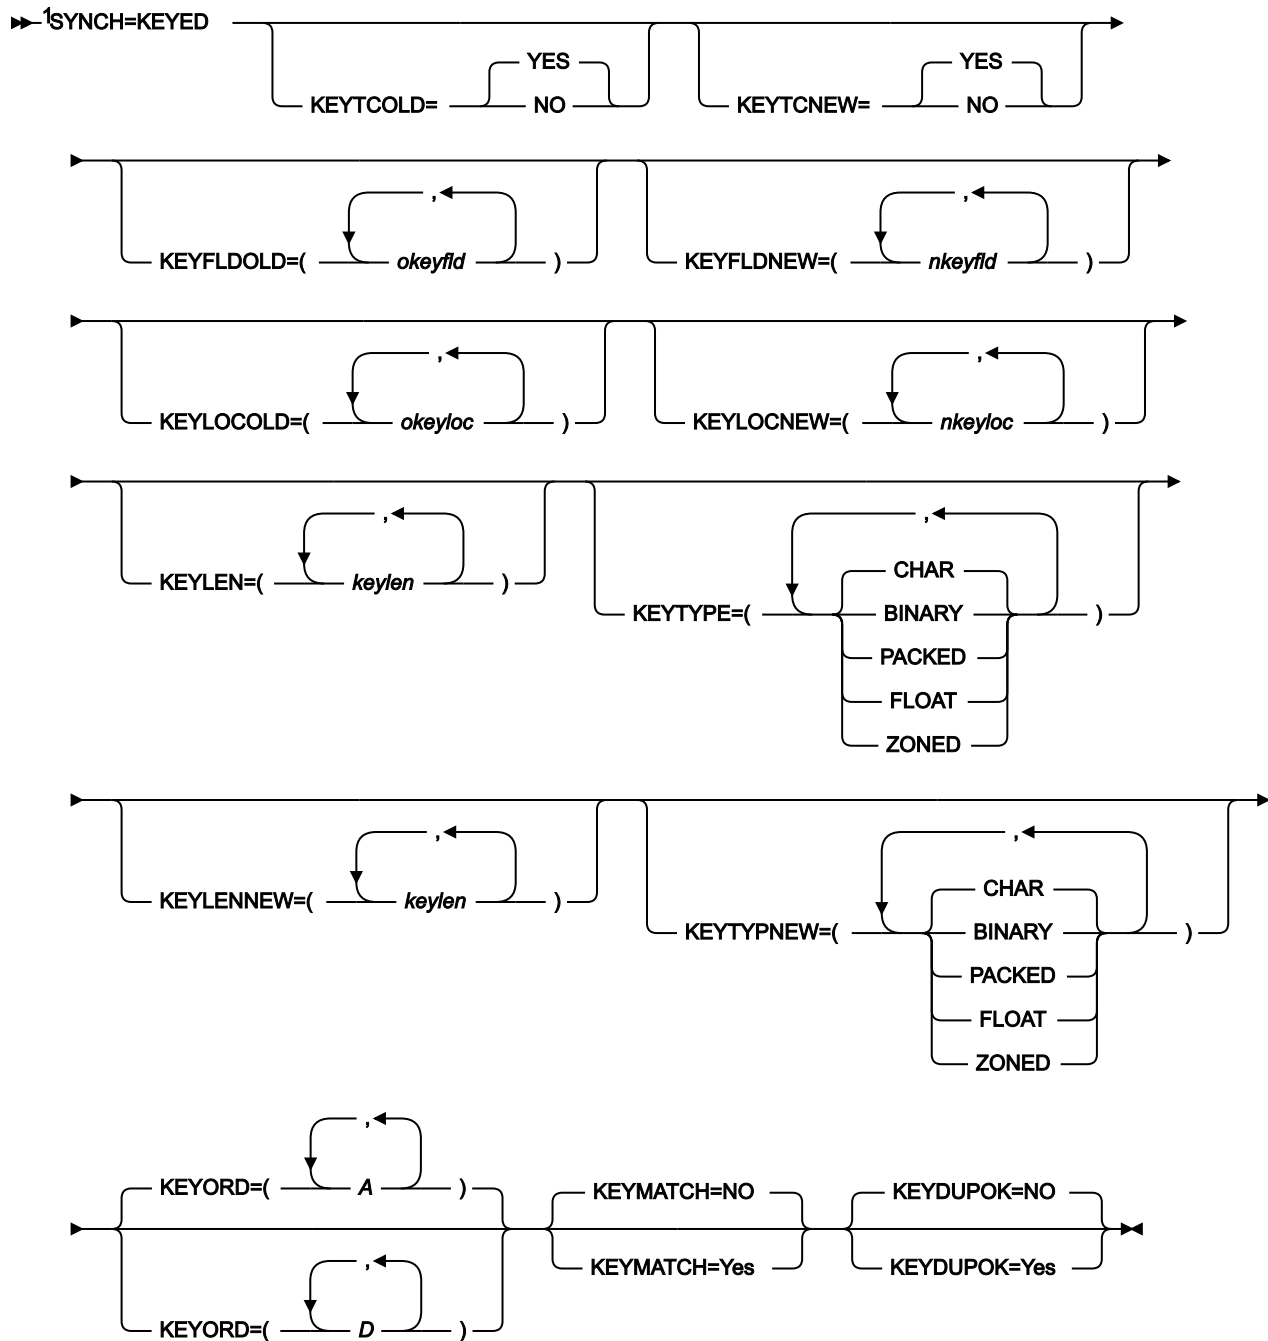 1
SYNCH=KEYED
YES
YES
KEYTCOLD= NO KEYTCNEW= NO
, ,
KEYFLDOLD=( okeyfld ) KEYFLDNEW=( nkeyfld )
, ,
KEYLOCOLD=( okeyloc ) KEYLOCNEW=( nkeyloc )
, ,
KEYLEN=( keylen )
CHAR
KEYTYPE=( BINARY )
PACKED
FLOAT
ZONED
, ,
KEYLENNEW=( keylen )
CHAR
KEYTYPNEW=( BINARY )
PACKED
FLOAT
ZONED
,
KEYORD=( A ) KEYMATCH=NO KEYDUPOK=NO
,
KEYMATCH=Yes KEYDUPOK=Yes
KEYORD=( D )